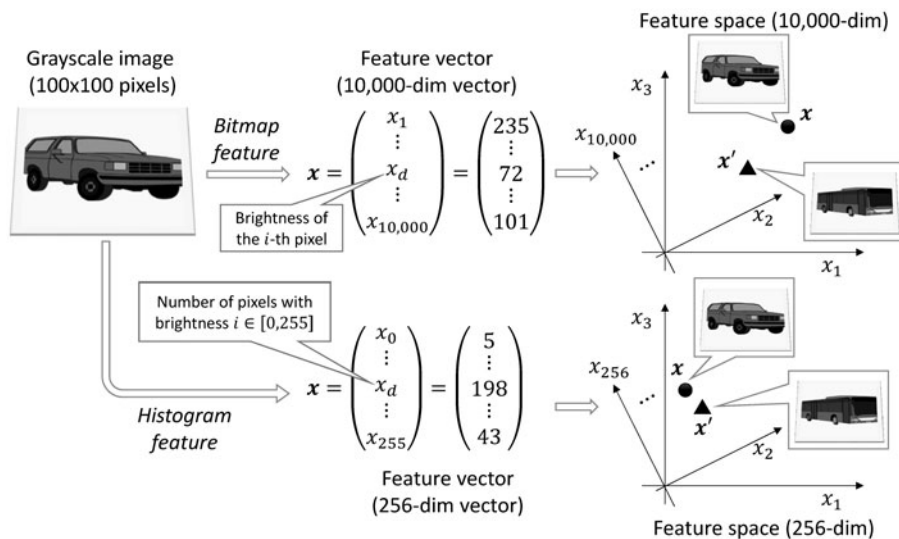 Grayscale image
(100x100 pixels)
Bitmap
feature
Feature vector
(10,000-dim vector)
x = ( x₁ ⋮ x_d ⋮ x₁₀,₀₀₀ ) = ( 235 ⋮ 72 ⋮ 101 )
Brightness of
the i-th pixel
Feature space (10,000-dim)
x₃
x
x₁₀,₀₀₀
...
x′
x₂
x₁
Number of pixels with
brightness i ∈ [0,255]
Histogram
feature
x = ( x₀ ⋮ x_d ⋮ x₂₅₅ ) = ( 5 ⋮ 198 ⋮ 43 )
Feature vector
(256-dim vector)
x₃
x
x₂₅₆
...
x′
x₂
x₁
Feature space (256-dim)